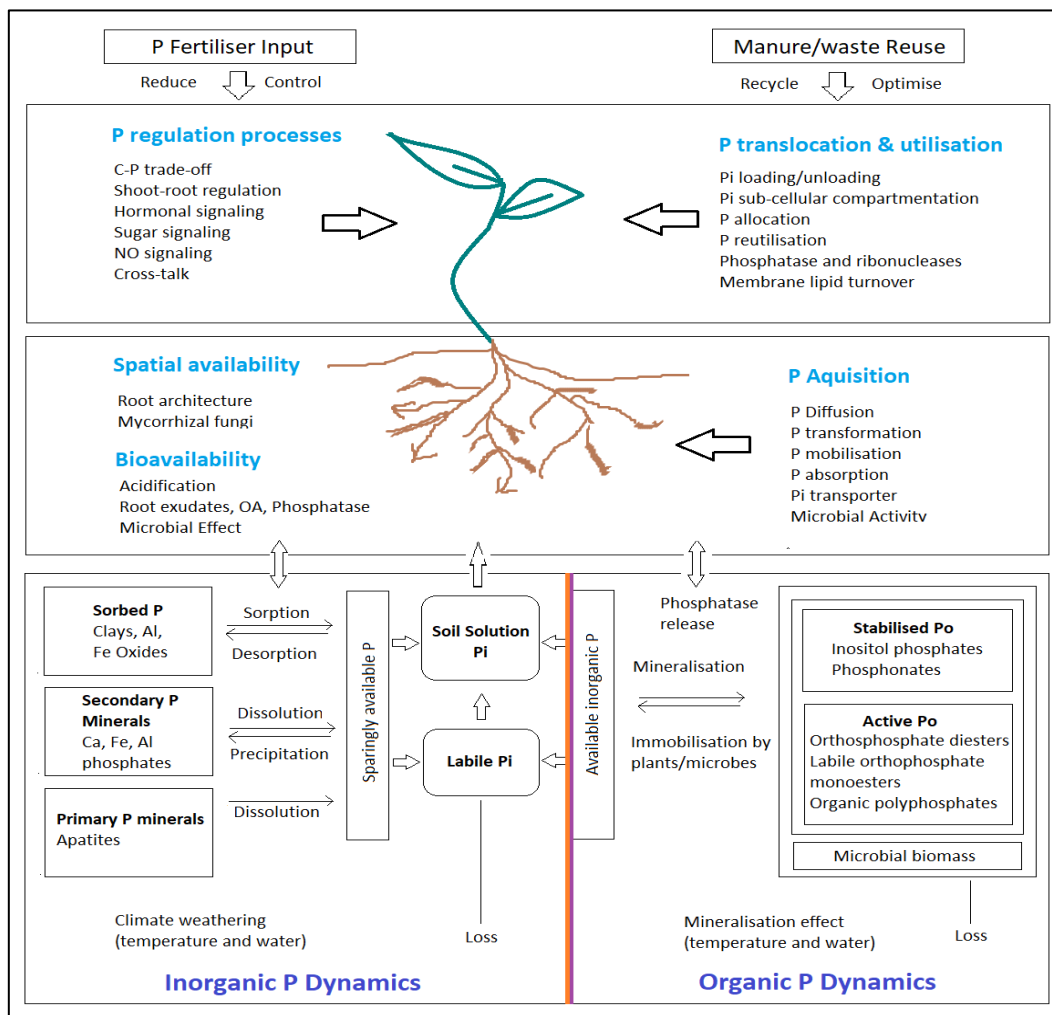 P Fertiliser Input
Manure/waste Reuse
Reduce
Control
Recycle
Optimise
P regulation processes
C-P trade-off
Shoot-root regulation
Hormonal signaling
Sugar signaling
NO signaling
Cross-talk
P translocation & utilisation
Pi loading/unloading
Pi sub-cellular compartmentation
P allocation
P reutilisation
Phosphatase and ribonucleases
Membrane lipid turnover
Spatial availability
Root architecture
Mycorrhizal fungi
Bioavailability
Acidification
Root exudates, OA, Phosphatase
Microbial Effect
P Aquisition
P Diffusion
P transformation
P mobilisation
P absorption
Pi transporter
Microbial Activity
Sorbed P
Clays, Al,
Fe Oxides
Sorption
Desorption
Secondary P
Minerals
Ca, Fe, Al
phosphates
Dissolution
Precipitation
Primary P minerals
Apatites
Dissolution
Sparingly available P
Soil Solution
Pi
Labile Pi
Loss
Climate weathering
(temperature and water)
Inorganic P Dynamics
Available inorganic P
Phosphatase
release
Mineralisation
Immobilisation by
plants/microbes
Stabilised Po
Inositol phosphates
Phosphonates
Active Po
Orthosphosphate diesters
Labile orthophosphate
monoesters
Organic polyphosphates
Microbial biomass
Mineralisation effect
(temperature and water)
Loss
Organic P Dynamics